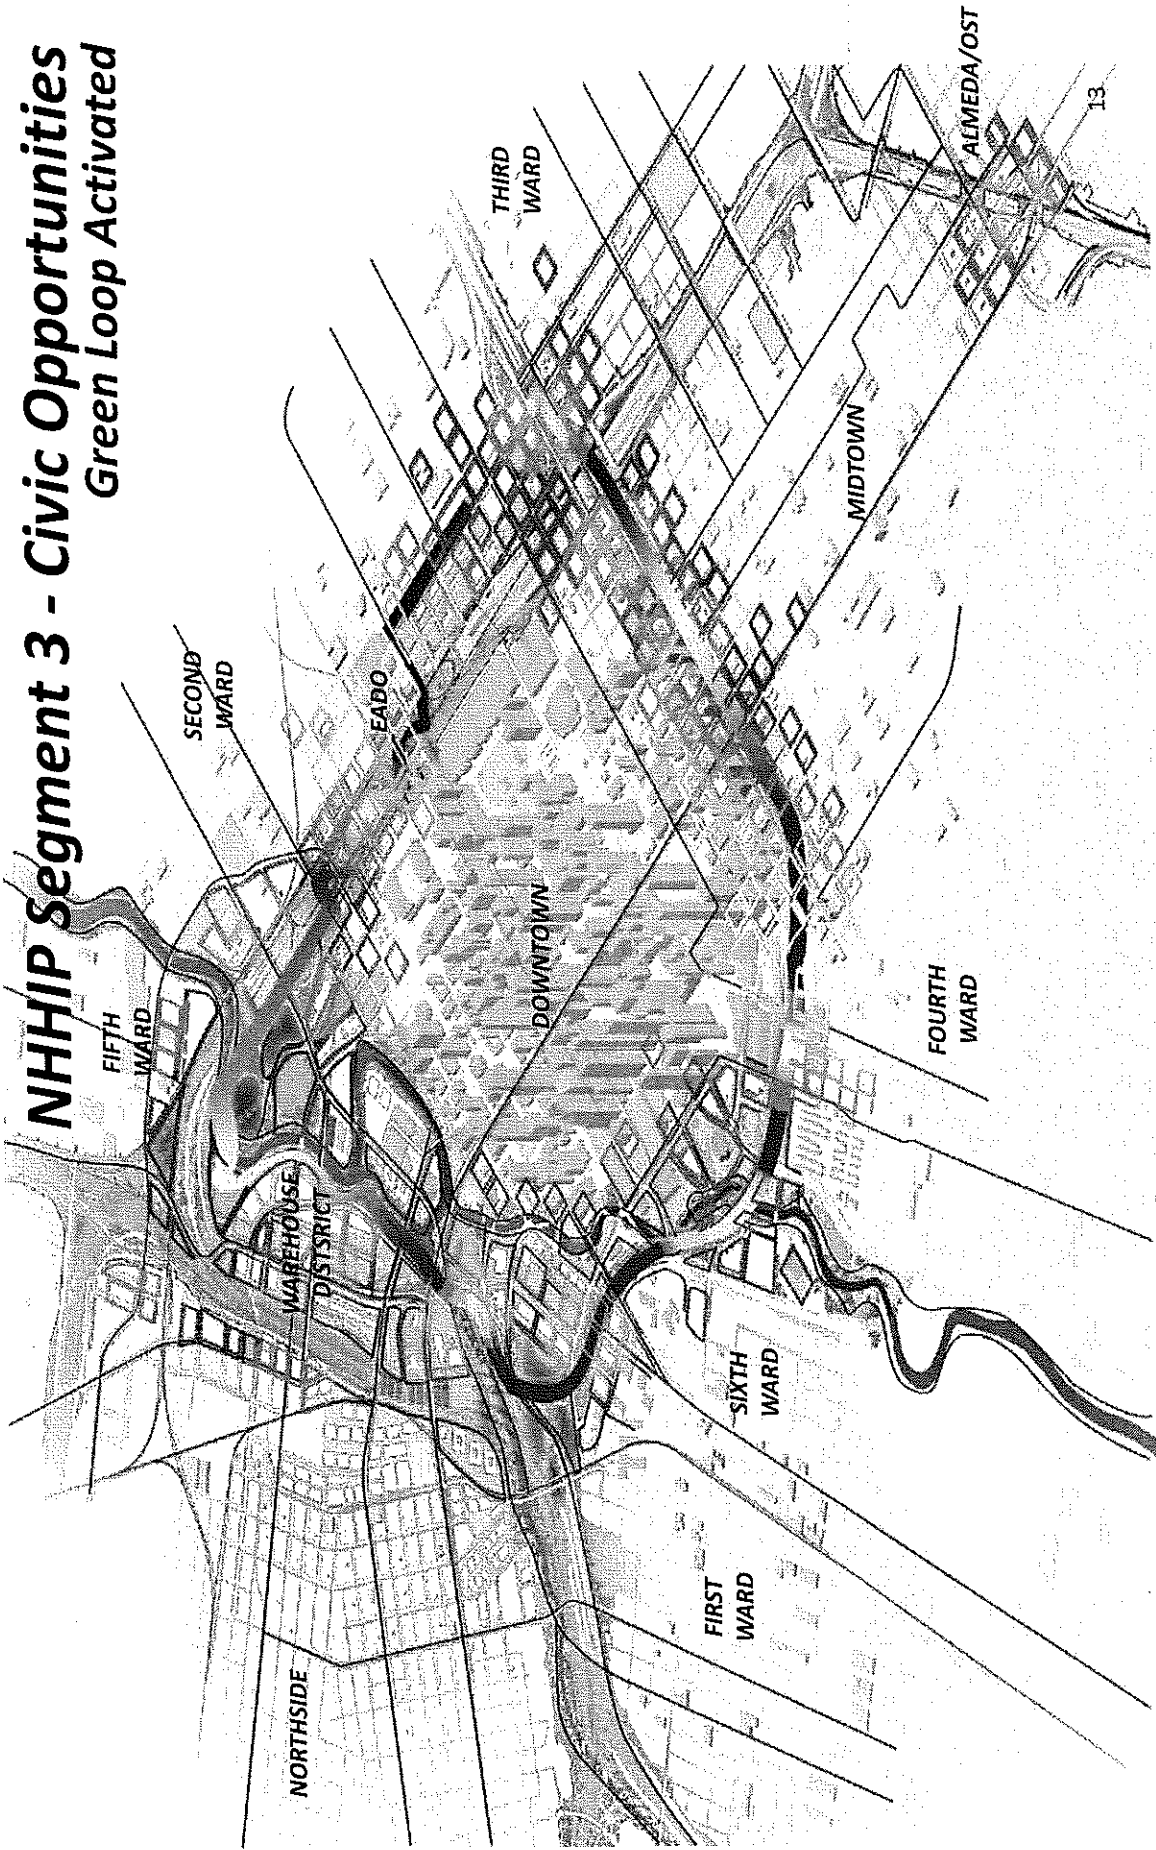 NHHIP Segment 3 - Civic Opportunities
Green Loop Activated
NORTHSIDE
WAREHOUSE
DISTSRICT
FIFTH
WARD
SECOND
WARD
EADO
THIRD
WARD
DOWNTOWN
FIRST
WARD
SIXTH
WARD
FOURTH
WARD
MIDTOWN
ALMEDA/OST
13